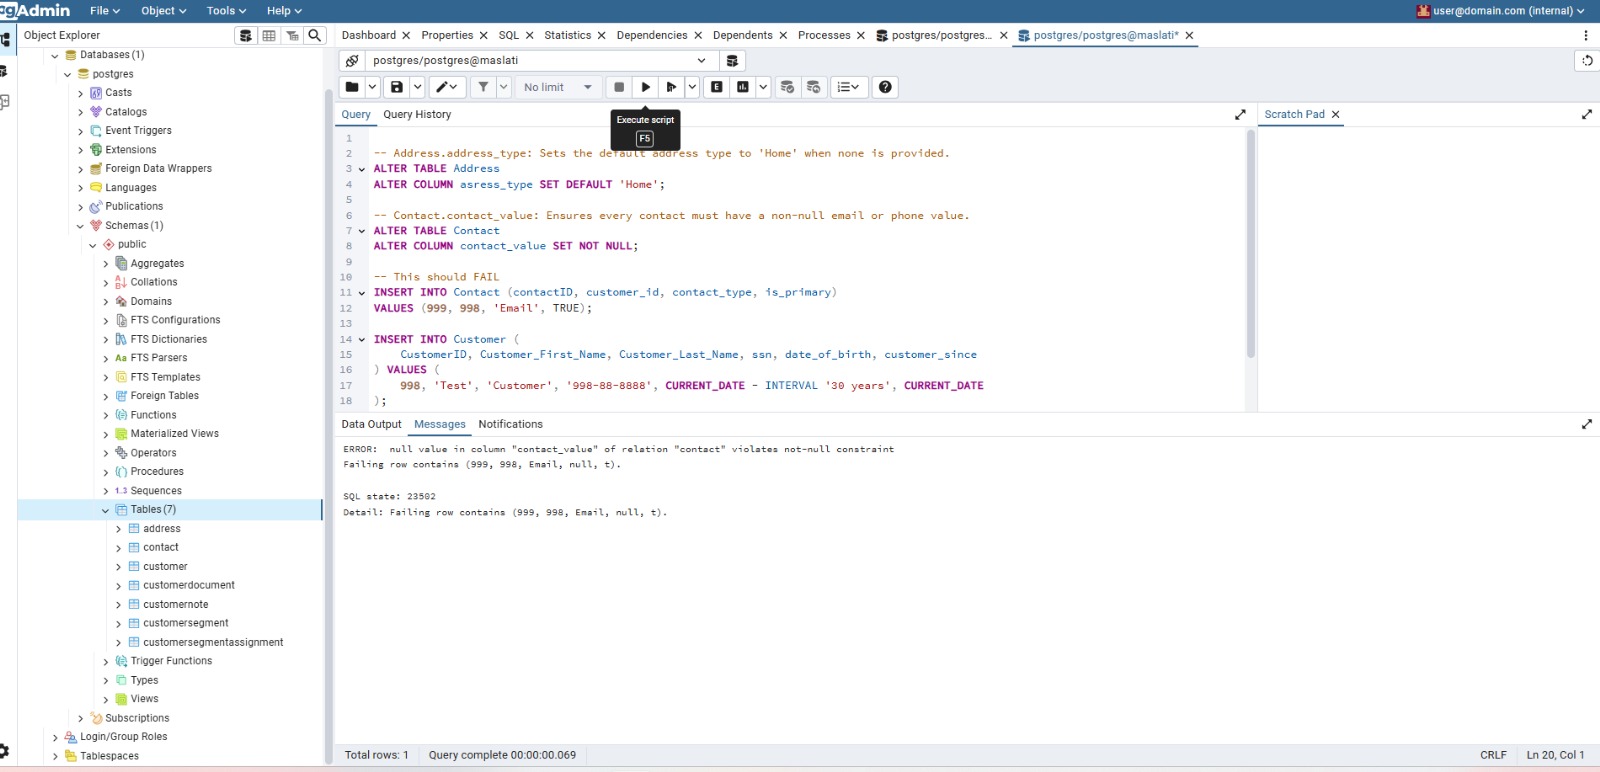 pgAdmin File Object Tools Help user@domain.com (internal)
Object Explorer
Dashboard Properties SQL Statistics Dependencies Dependents Processes postgres/postgres... postgres/postgres@maslati*
Databases (1)
postgres
Casts
Catalogs
Event Triggers
Extensions
Foreign Data Wrappers
Languages
Publications
Schemas (1)
public
Aggregates
Collations
Domains
FTS Configurations
FTS Dictionaries
Aa FTS Parsers
FTS Templates
Foreign Tables
Functions
Materialized Views
Operators
Procedures
1.3 Sequences
Tables (7)
address
contact
customer
customerdocument
customernote
customersegment
customersegmentassignment
Trigger Functions
Types
Views
Subscriptions
Login/Group Roles
Tablespaces
postgres/postgres@maslati
No limit E
Execute script
F5
Query Query History
Scratch Pad
1
2 -- Address.address_type: Sets the default address type to 'Home' when none is provided.
3 ALTER TABLE Address
4 ALTER COLUMN asress_type SET DEFAULT 'Home';
5
6 -- Contact.contact_value: Ensures every contact must have a non-null email or phone value.
7 ALTER TABLE Contact
8 ALTER COLUMN contact_value SET NOT NULL;
9
10 -- This should FAIL
11 INSERT INTO Contact (contactID, customer_id, contact_type, is_primary)
12 VALUES (999, 998, 'Email', TRUE);
13
14 INSERT INTO Customer (
15 CustomerID, Customer_First_Name, Customer_Last_Name, ssn, date_of_birth, customer_since
16 ) VALUES (
17 998, 'Test', 'Customer', '998-88-8888', CURRENT_DATE - INTERVAL '30 years', CURRENT_DATE
18 );
Data Output Messages Notifications
ERROR: null value in column "contact_value" of relation "contact" violates not-null constraint
Failing row contains (999, 998, Email, null, t).
SQL state: 23502
Detail: Failing row contains (999, 998, Email, null, t).
Total rows: 1 Query complete 00:00:00.069 CRLF Ln 20, Col 1